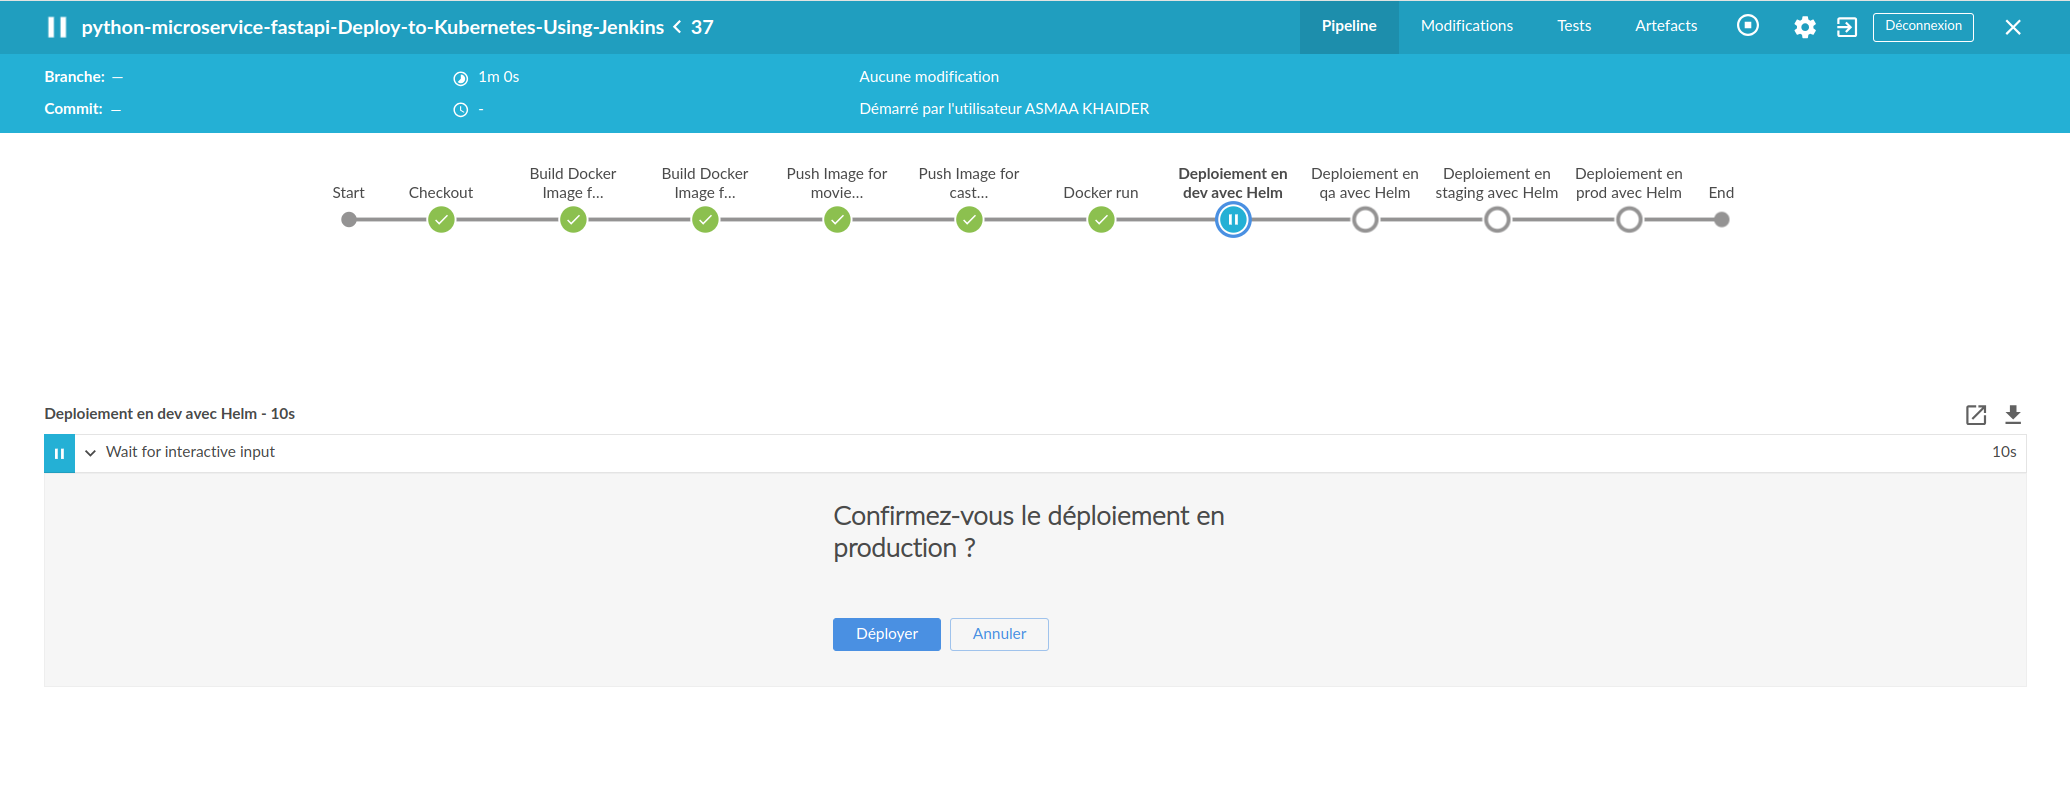 python-microservice-fastapi-Deploy-to-Kubernetes-Using-Jenkins < 37
Pipeline Modifications Tests Artefacts Déconnexion
Branche: — 1m 0s Aucune modification
Commit: — - Démarré par l'utilisateur ASMAA KHAIDER
Start
Checkout
Build Docker
Image f...
Build Docker
Image f...
Push Image for
movie...
Push Image for
cast...
Docker run
Deploiement en
dev avec Helm
Deploiement en
qa avec Helm
Deploiement en
staging avec Helm
Deploiement en
prod avec Helm
End
Deploiement en dev avec Helm - 10s
Wait for interactive input 10s
Confirmez-vous le déploiement en
production ?
Déployer Annuler